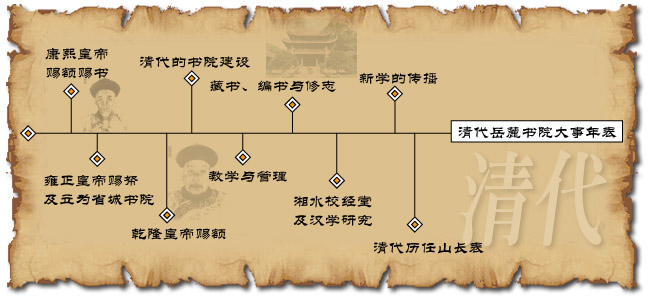 康熙皇帝
赐额赐书
清代的书院建设
藏书、编书与修志
新学的传播
清代岳麓书院大事年表
雍正皇帝赐帑
及立为省城书院
乾隆皇帝赐额
教学与管理
湘水校经堂
及汉学研究
清代历任山长表
清代